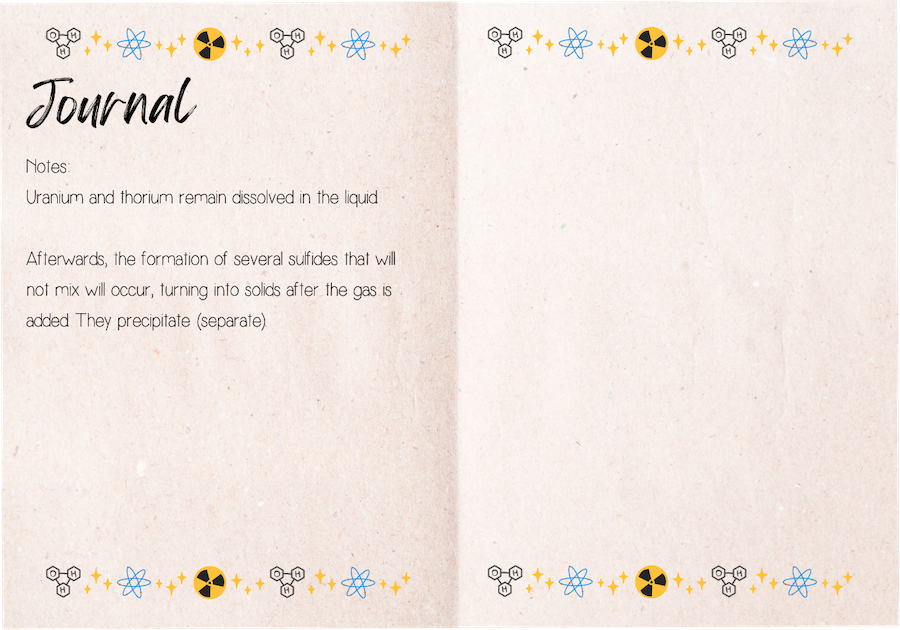 Journal
Notes:
Uranium and thorium remain dissolved in the liquid.
Afterwards, the formation of several sulfides that will
not mix will occur, turning into solids after the gas is
added. They precipitate (separate).